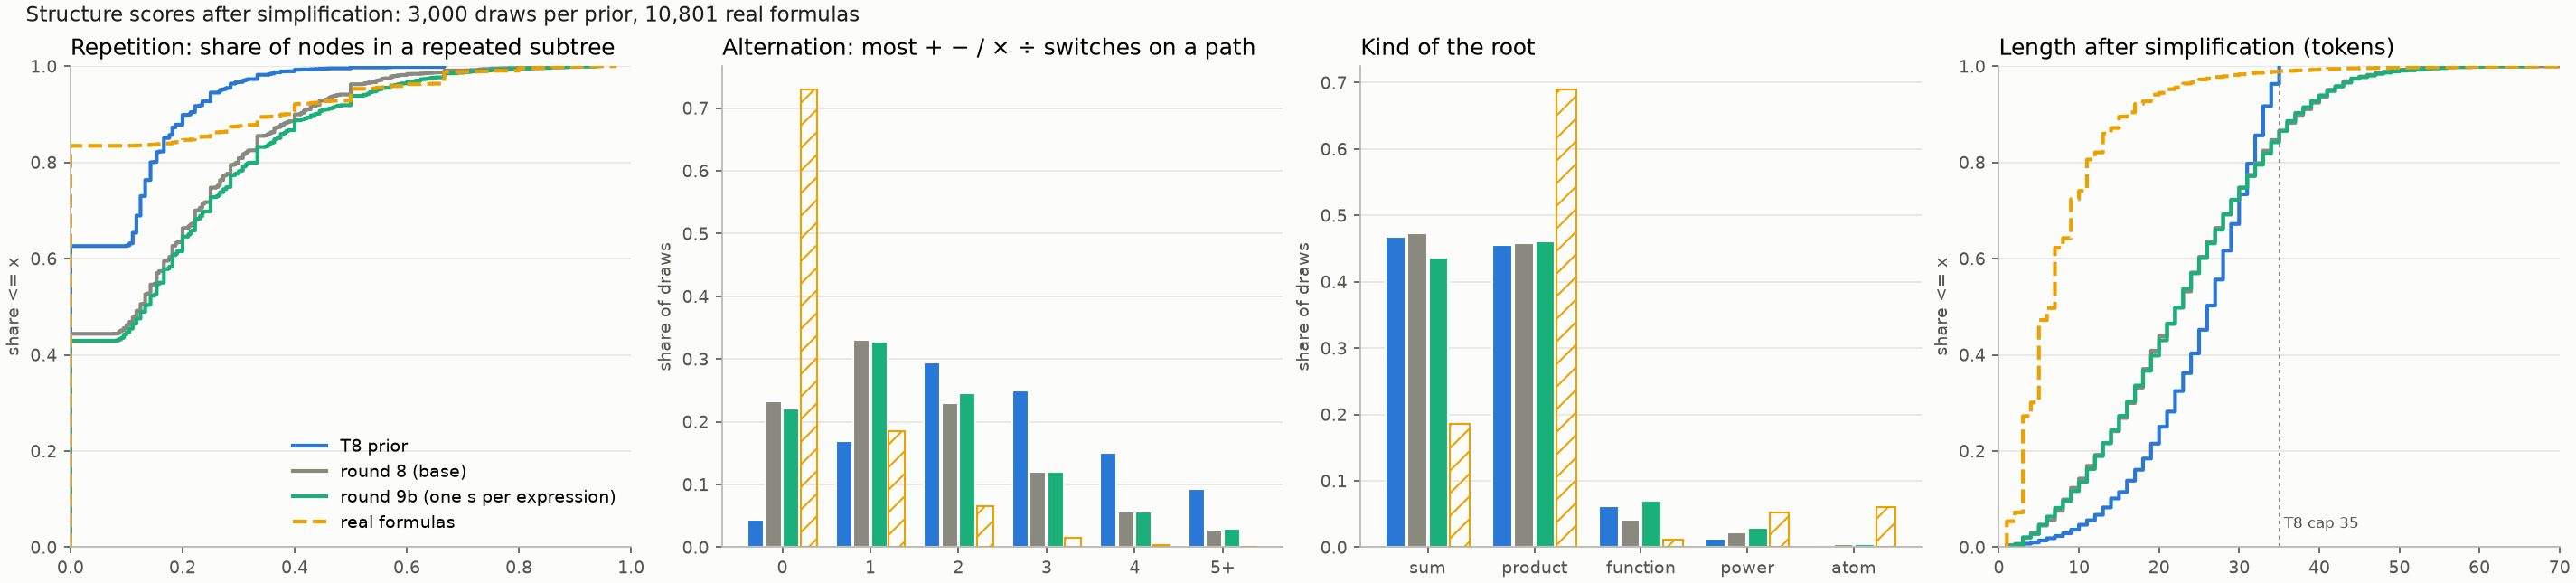 Structure scores after simplification: 3,000 draws per prior, 10,801 real formulas
Repetition: share of nodes in a repeated subtree
share <= x
1.0
0.8
0.6
0.4
0.2
0.0
0.0 0.2 0.4 0.6 0.8 1.0
T8 prior
round 8 (base)
round 9b (one s per expression)
real formulas
Alternation: most + − / × ÷ switches on a path
share of draws
0.7
0.6
0.5
0.4
0.3
0.2
0.1
0.0
0 1 2 3 4 5+
Kind of the root
share of draws
0.7
0.6
0.5
0.4
0.3
0.2
0.1
0.0
sum product function power atom
Length after simplification (tokens)
share <= x
1.0
0.8
0.6
0.4
0.2
0.0
T8 cap 35
0 10 20 30 40 50 60 70